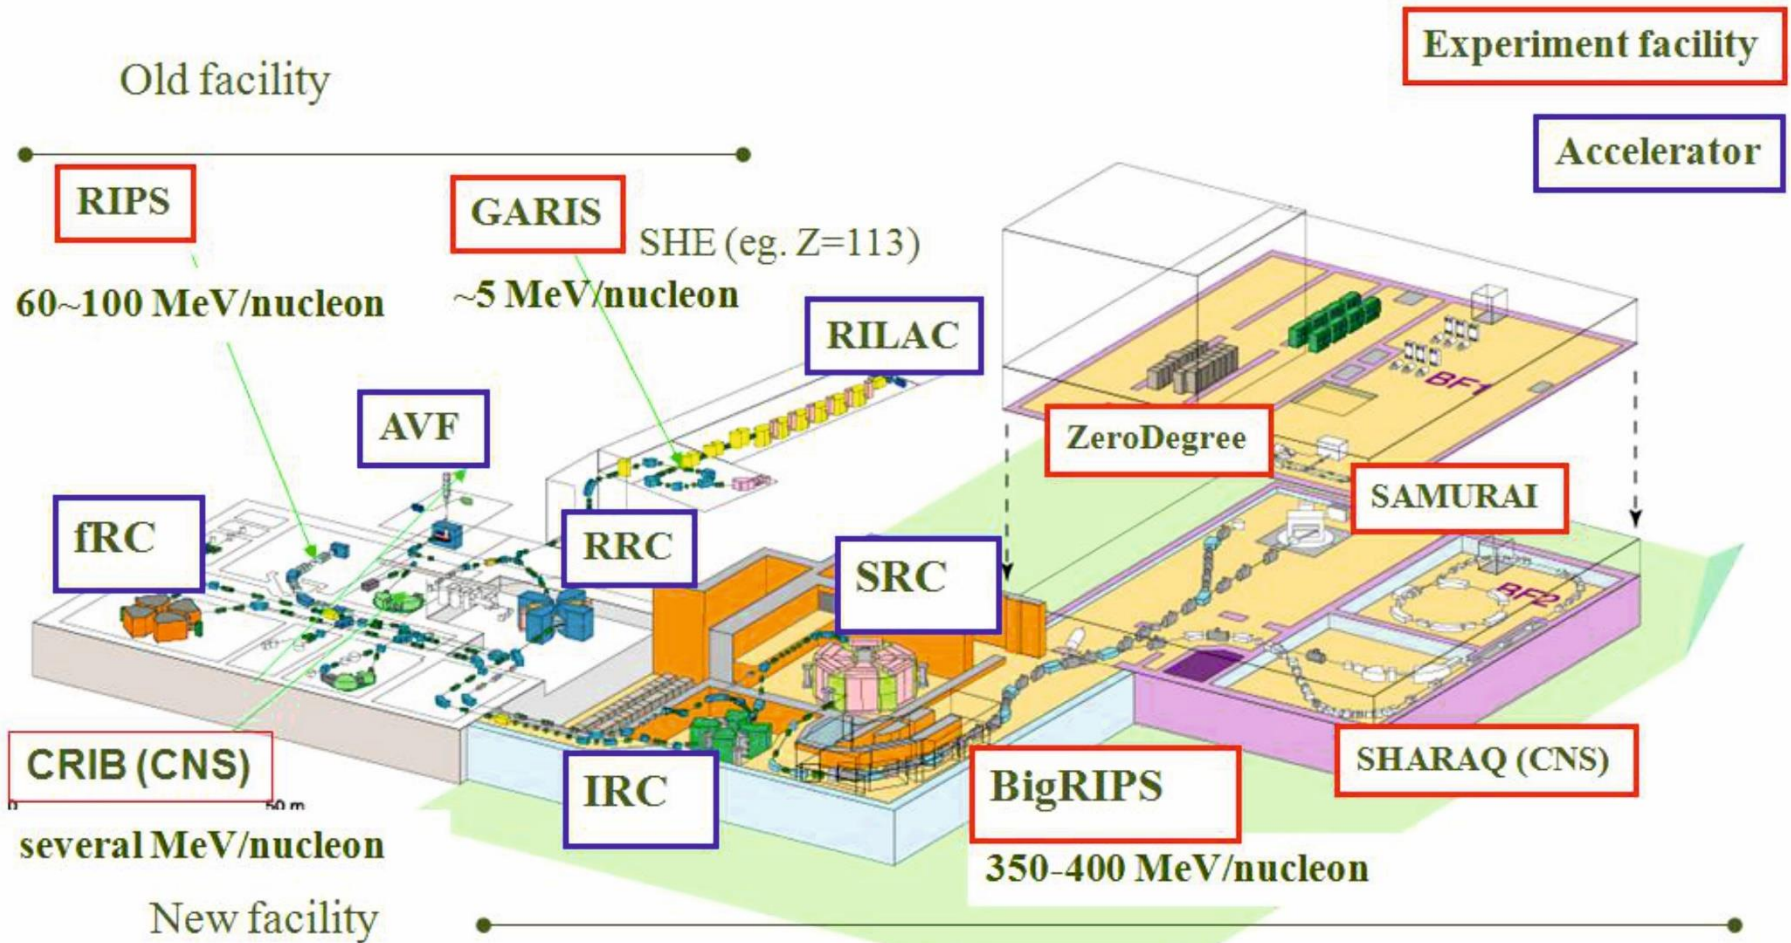 Experiment facility
Old facility
Accelerator
RIPS
GARIS
SHE (eg. Z=113)
60~100 MeV/nucleon
~5 MeV/nucleon
RILAC
BF1
AVF
ZeroDegree
SAMURAI
fRC
RRC
SRC
BF2
CRIB (CNS)
0
50 m
IRC
BigRIPS
SHARAQ (CNS)
several MeV/nucleon
350-400 MeV/nucleon
New facility